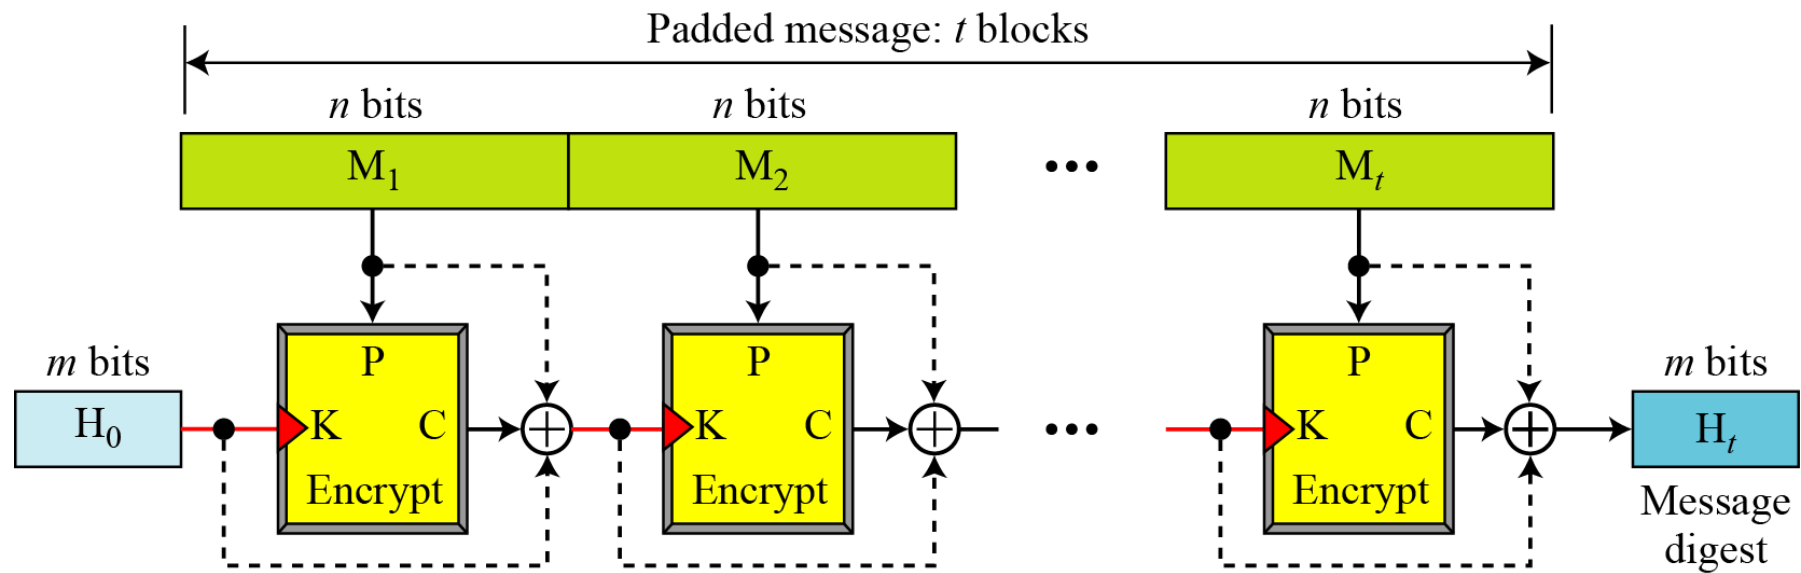 Padded message: t blocks
n bits n bits n bits
M1 M2 ••• Mt
m bits P P P m bits
H0 K C K C ••• K C Ht
Encrypt Encrypt Encrypt
Message
digest